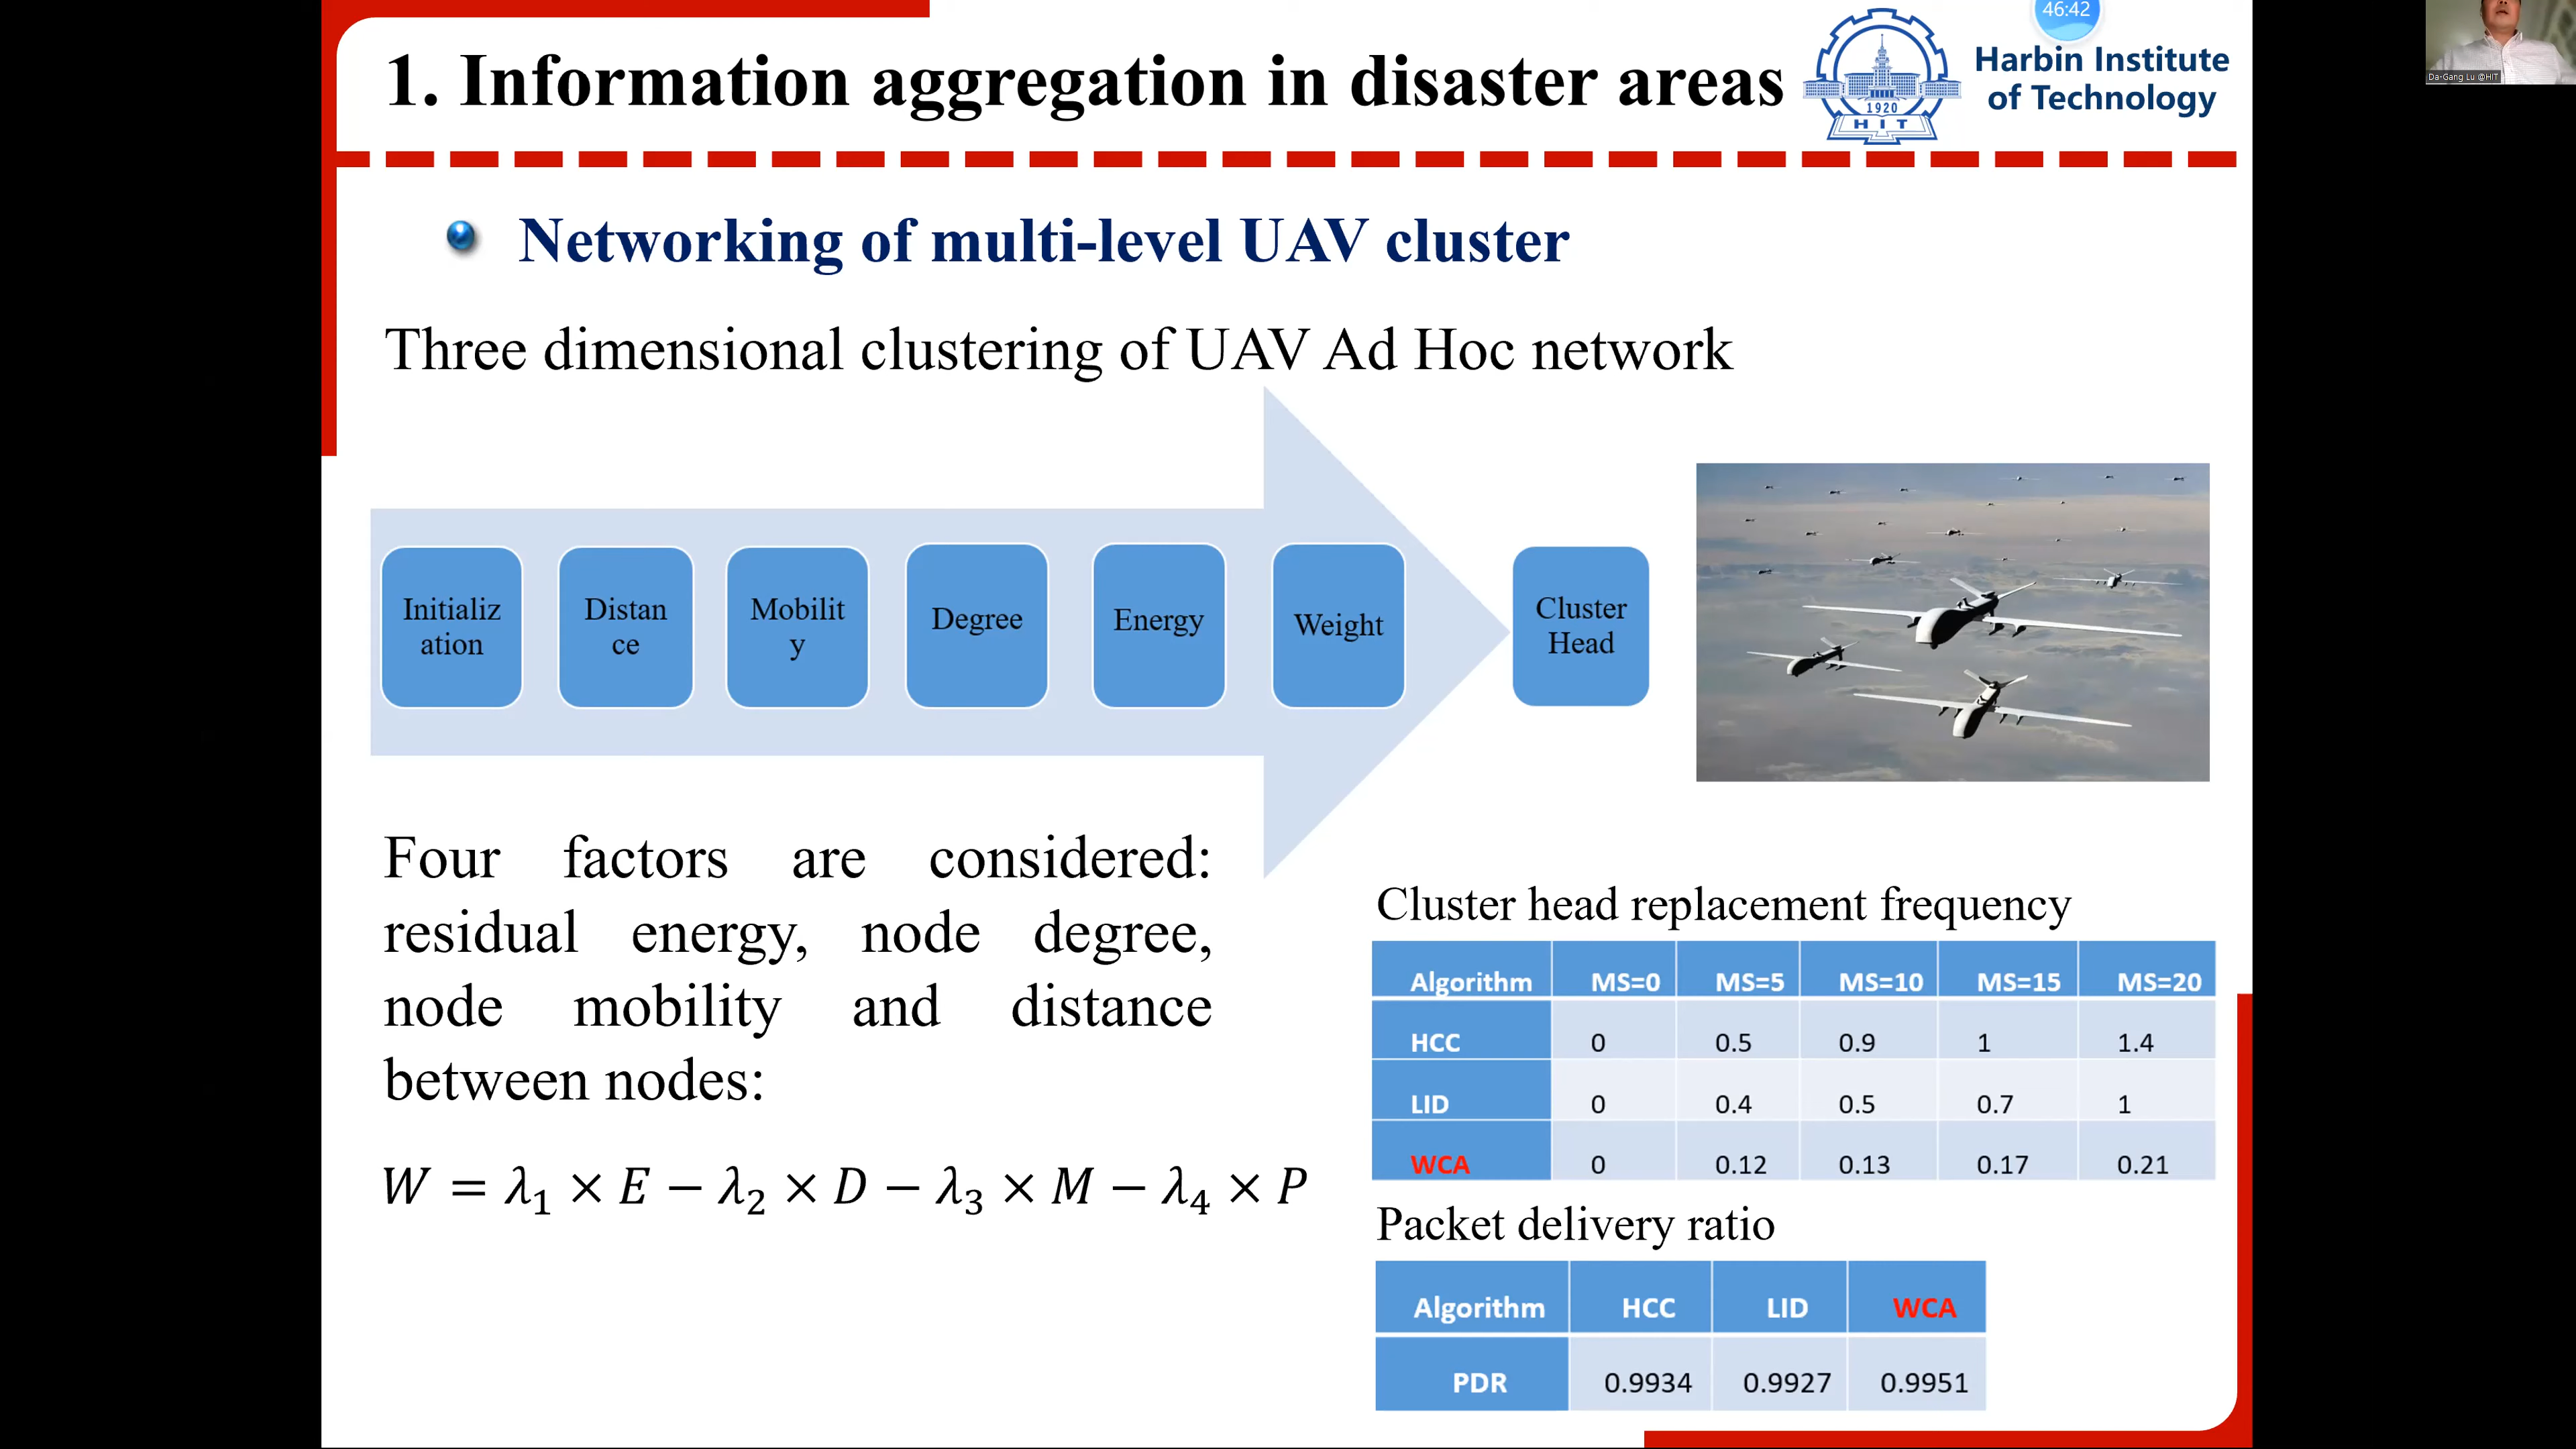 46:42
1. Information aggregation in disaster areas
1920
HIT
Harbin Institute
of Technology
Da-Gang Lu @HIT
Networking of multi-level UAV cluster
Three dimensional clustering of UAV Ad Hoc network
Initializ
ation
Distan
ce
Mobilit
y
Degree
Energy
Weight
Cluster
Head
Four factors are considered:
residual energy, node degree,
node mobility and distance
between nodes:
W = λ₁ × E − λ₂ × D − λ₃ × M − λ₄ × P
Cluster head replacement frequency
Algorithm MS=0 MS=5 MS=10 MS=15 MS=20
HCC 0 0.5 0.9 1 1.4
LID 0 0.4 0.5 0.7 1
WCA 0 0.12 0.13 0.17 0.21
Packet delivery ratio
Algorithm HCC LID WCA
PDR 0.9934 0.9927 0.9951